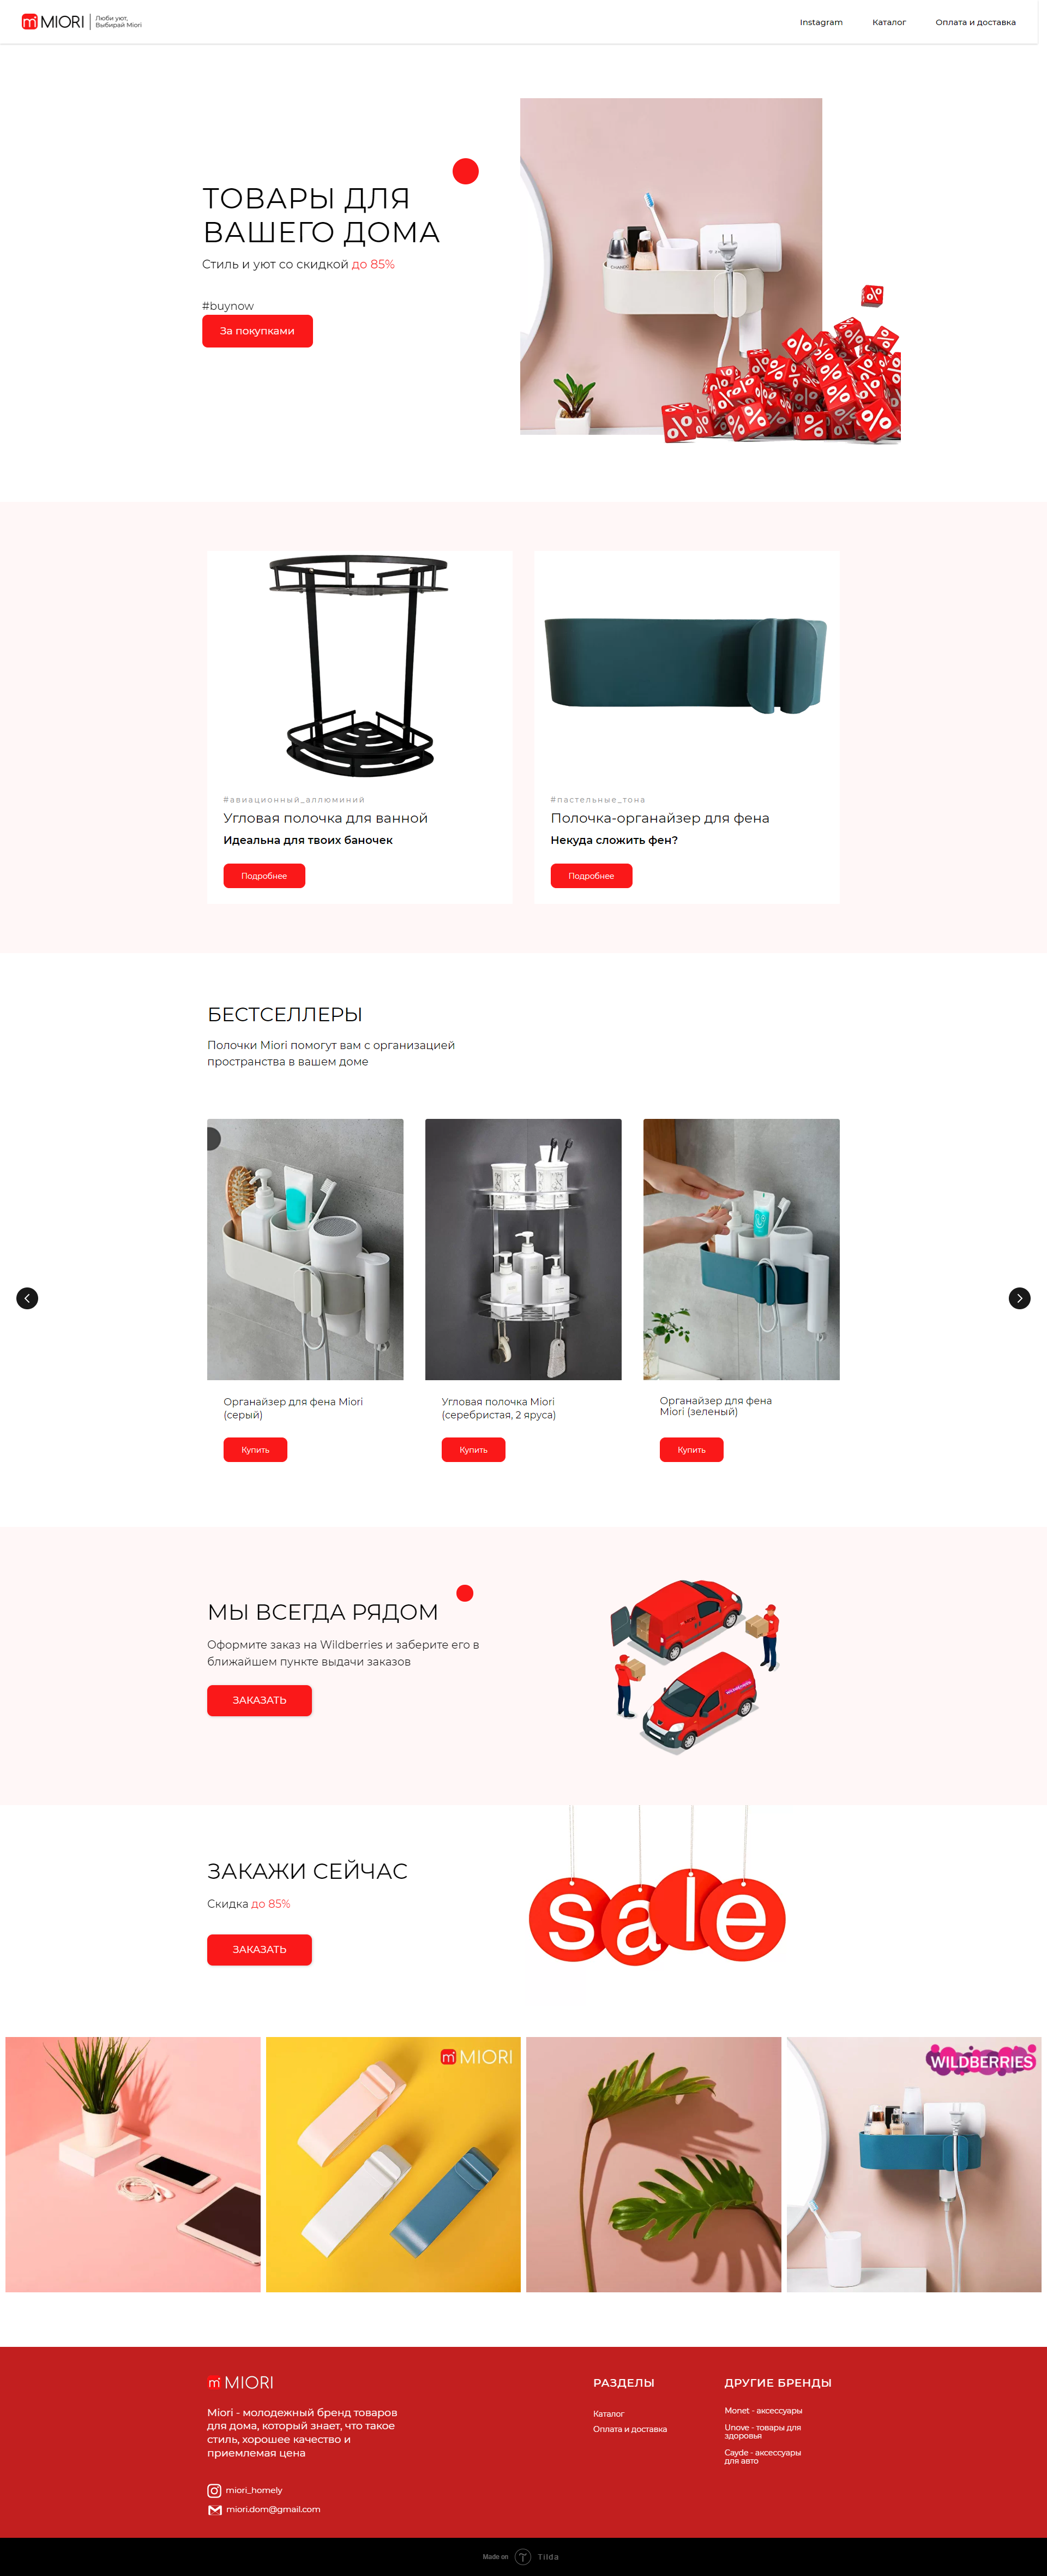 MIORI
Люби уют,
Выбирай Miori
Instagram
Каталог
Оплата и доставка
ТОВАРЫ ДЛЯ
ВАШЕГО ДОМА
Стиль и уют со скидкой до 85%
#buynow
За покупками
#авиационный_аллюминий
Угловая полочка для ванной
Идеальна для твоих баночек
Подробнее
#пастельные_тона
Полочка-органайзер для фена
Некуда сложить фен?
Подробнее
БЕСТСЕЛЛЕРЫ
Полочки Miori помогут вам с организацией
пространства в вашем доме
Органайзер для фена Miori
(серый)
Купить
Угловая полочка Miori
(серебристая, 2 яруса)
Купить
Органайзер для фена
Miori (зеленый)
Купить
МЫ ВСЕГДА РЯДОМ
Оформите заказ на Wildberries и заберите его в
ближайшем пункте выдачи заказов
ЗАКАЗАТЬ
ЗАКАЖИ СЕЙЧАС
Скидка до 85%
ЗАКАЗАТЬ
sale
m MIORI
WILDBERRIES
m MIORI
Miori - молодежный бренд товаров
для дома, который знает, что такое
стиль, хорошее качество и
приемлемая цена
miori_homely
miori.dom@gmail.com
РАЗДЕЛЫ
Каталог
Оплата и доставка
ДРУГИЕ БРЕНДЫ
Monet - аксессуары
Unove - товары для
здоровья
Cayde - аксессуары
для авто
Made on Tilda